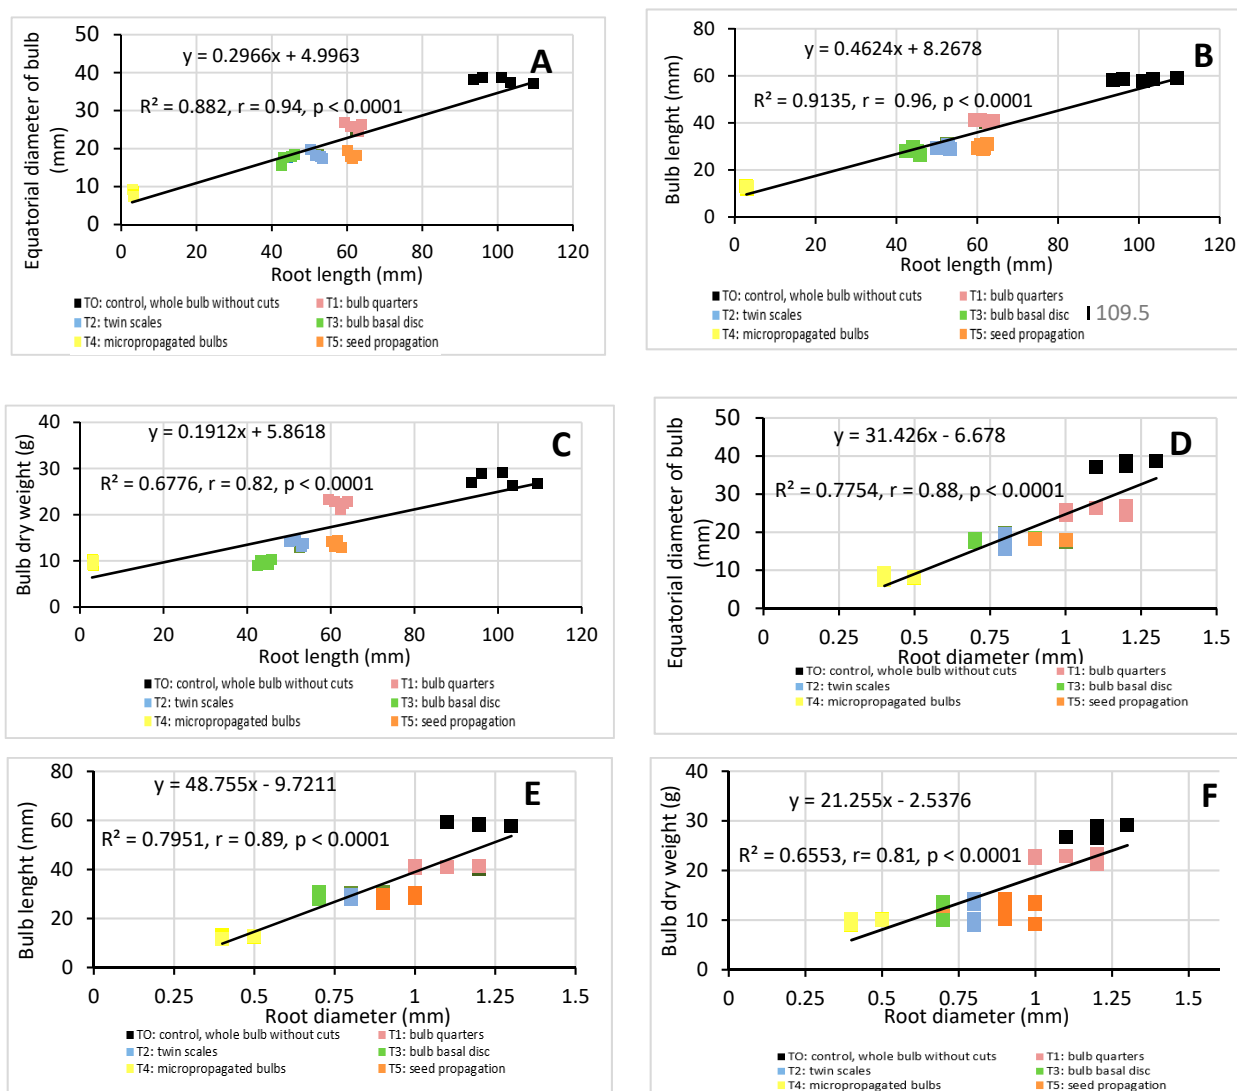 A
y = 0.2966x + 4.9963
R² = 0.882, r = 0.94, p < 0.0001
Equatorial diameter of bulb
(mm)
50
40
30
20
10
0
0 20 40 60 80 100 120
Root length (mm)
TO: control, whole bulb without cuts T1: bulb quarters
T2: twin scales T3: bulb basal disc
T4: micropropagated bulbs T5: seed propagation
B
y = 0.4624x + 8.2678
R² = 0.9135, r = 0.96, p < 0.0001
Bulb lenght (mm)
80
60
40
20
0
0 20 40 60 80 100 120
Root length (mm)
TO: control, whole bulb without cuts T1: bulb quarters
T2: twin scales T3: bulb basal disc 109.5
T4: micropropagated bulbs T5: seed propagation
C
y = 0.1912x + 5.8618
R² = 0.6776, r = 0.82, p < 0.0001
Bulb dry weight (g)
40
30
20
10
0
0 20 40 60 80 100 120
Root length (mm)
TO: control, whole bulb without cuts T1: bulb quarters
T2: twin scales T3: bulb basal disc
T4: micropropagated bulbs T5: seed propagation
D
y = 31.426x - 6.678
R² = 0.7754, r = 0.88, p < 0.0001
Equatorial diameter of bulb
(mm)
50
40
30
20
10
0
0 0.25 0.5 0.75 1 1.25 1.5
Root diameter (mm)
TO: control, whole bulb without cuts T1: bulb quarters
T2: twin scales T3: bulb basal disc
T4: micropropagated bulbs T5: seed propagation
E
y = 48.755x - 9.7211
R² = 0.7951, r = 0.89, p < 0.0001
Bulb lenght (mm)
80
60
40
20
0
0 0.25 0.5 0.75 1 1.25 1.5
Root diameter (mm)
TO: control, whole bulb without cuts T1: bulb quarters
T2: twin scales T3: bulb basal disc
T4: micropropagated bulbs T5: seed propagation
F
y = 21.255x - 2.5376
R² = 0.6553, r= 0.81, p < 0.0001
Bulb dry weight (g)
40
30
20
10
0
0 0.25 0.5 0.75 1 1.25 1.5
Root diameter (mm)
TO: control, whole bulb without cuts T1: bulb quarters
T2: twin scales T3: bulb basal disc
T4: micropropagated bulbs T5: seed propagation